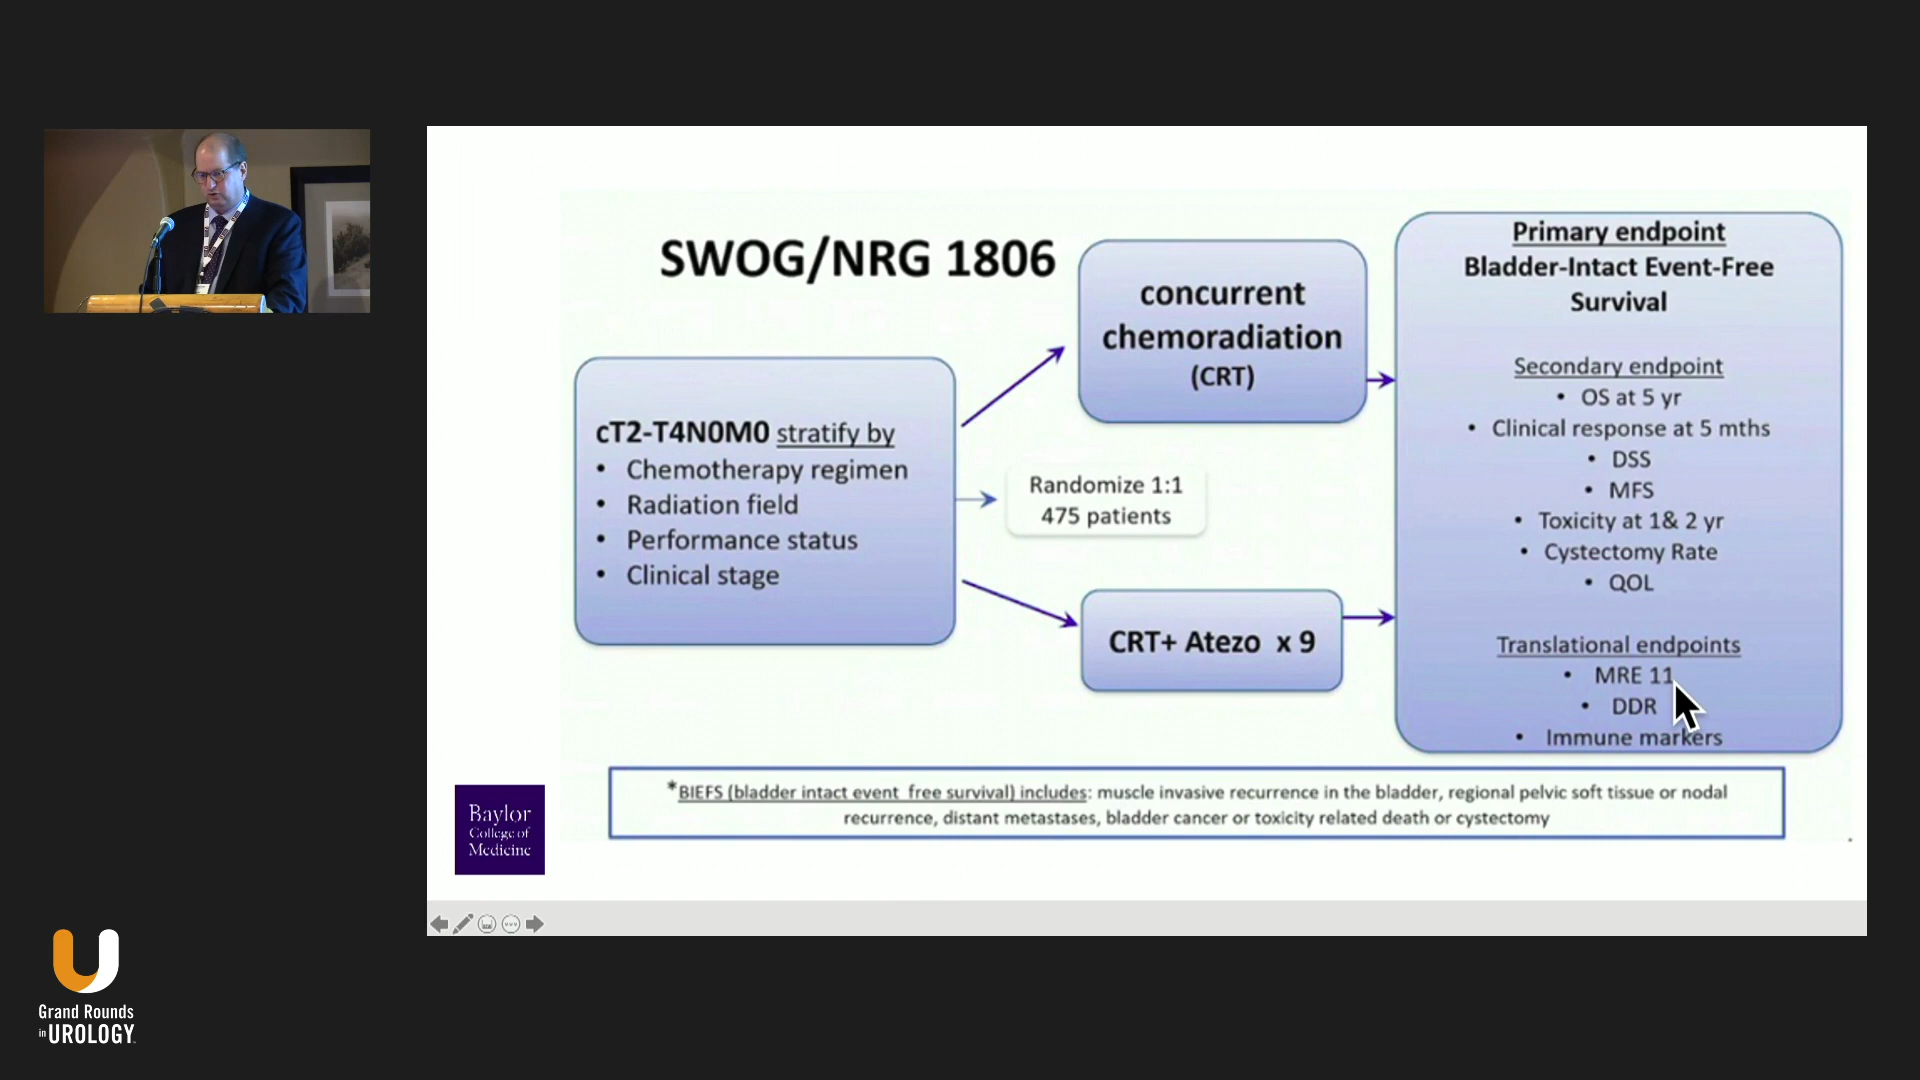 SWOG/NRG 1806
cT2-T4N0M0 stratify by
• Chemotherapy regimen
• Radiation field
• Performance status
• Clinical stage
concurrent
chemoradiation
(CRT)
Randomize 1:1
475 patients
CRT+ Atezo x 9
Primary endpoint
Bladder-Intact Event-Free
Survival
Secondary endpoint
• OS at 5 yr
• Clinical response at 5 mths
• DSS
• MFS
• Toxicity at 1& 2 yr
• Cystectomy Rate
• QOL
Translational endpoints
• MRE 11
• DDR
• Immune markers
*BIEFS (bladder intact event free survival) includes: muscle invasive recurrence in the bladder, regional pelvic soft tissue or nodal
recurrence, distant metastases, bladder cancer or toxicity related death or cystectomy
Baylor
College of
Medicine
Grand Rounds
in UROLOGY